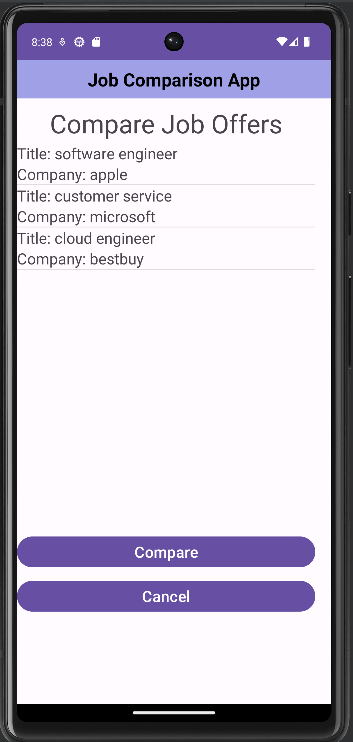 8:38
Job Comparison App
Compare Job Offers
Title: software engineer
Company: apple
Title: customer service
Company: microsoft
Title: cloud engineer
Company: bestbuy
Compare
Cancel